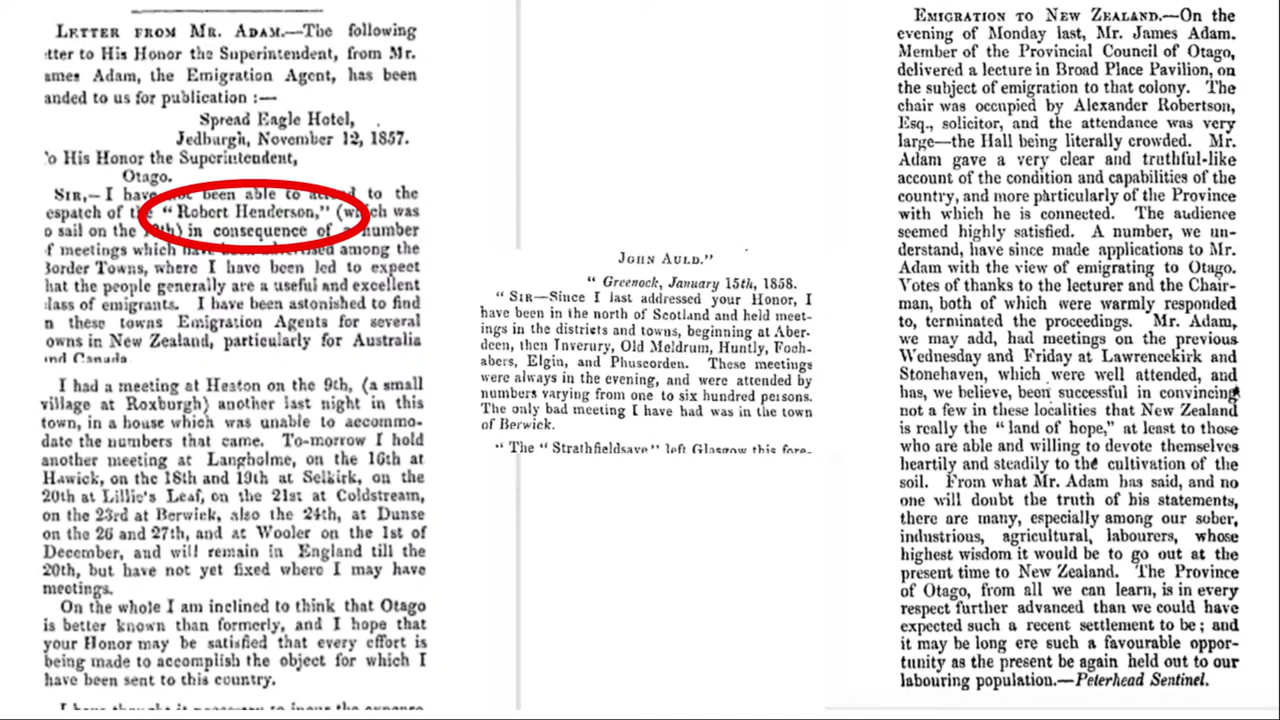 LETTER FROM MR. ADAM.—The following
tter to His Honor the Superintendent, from Mr.
ames Adam, the Emigration Agent, has been
anded to us for publication :—
Spread Eagle Hotel,
Jedburgh, November 12, 1857.
'o His Honor the Superintendent,
Otago.
SIR,—I have not been able to attend to the
espatch of the "Robert Henderson," (which was
o sail on the th) in consequence of a number
f meetings which have been advertised among the
Border Towns, where I have been led to expect
hat the people generally are a useful and excellent
lass of emigrants. I have been astonished to find
n these towns Emigration Agents for several
owns in New Zealand, particularly for Australia
ind Canada
I had a meeting at Heaton on the 9th, (a small
village at Roxburgh) another last night in this
town, in a house which was unable to accommo-
date the numbers that came. To-morrow I hold
another meeting at Langholme, on the 16th at
Hawick, on the 18th and 19th at Selkirk, on the
20th at Lillie's Leaf, on the 21st at Coldstream,
on the 23rd at Berwick, also the 24th, at Dunse
on the 26 and 27th, and at Wooler on the 1st of
December, and will remain in England till the
20th, but have not yet fixed where I may have
meetings.
On the whole I am inclined to think that Otago
is better known than formerly, and I hope that
your Honor may be satisfied that every effort is
being made to accomplish the object for which I
have been sent to this country.
I have thought it necessary to incur the expense
JOHN AULD."
" Greenock, January 15th, 1858.
" SIR—Since I last addressed your Honor, I
have been in the north of Scotland and held meet-
ings in the districts and towns, beginning at Aber-
deen, then Inverury, Old Meldrum, Huntly, Foch-
abers, Elgin, and Phuscorden. These meetings
were always in the evening, and were attended by
numbers varying from one to six hundred persons.
The only bad meeting I have had was in the town
of Berwick.
" The " Strathfieldsave" left Glasgow this fore-
EMIGRATION TO NEW ZEALAND.—On the
evening of Monday last, Mr. James Adam.
Member of the Provincial Council of Otago,
delivered a lecture in Broad Place Pavilion, on
the subject of emigration to that colony. The
chair was occupied by Alexander Robertson,
Esq., solicitor, and the attendance was very
large—the Hall being literally crowded. Mr.
Adam gave a very clear and truthful-like
account of the condition and capabilities of the
country, and more particularly of the Province
with which he is connected. The audience
seemed highly satisfied. A number, we un-
derstand, have since made applications to Mr.
Adam with the view of emigrating to Otago.
Votes of thanks to the lecturer and the Chair-
man, both of which were warmly responded
to, terminated the proceedings. Mr. Adam,
we may add, had meetings on the previous
Wednesday and Friday at Lawrencekirk and
Stonehaven, which were well attended, and
has, we believe, been successful in convincing
not a few in these localities that New Zealand
is really the "land of hope," at least to those
who are able and willing to devote themselves
heartily and steadily to the cultivation of the
soil. From what Mr. Adam has said, and no
one will doubt the truth of his statements,
there are many, especially among our sober,
industrious, agricultural, labourers, whose
highest wisdom it would be to go out at the
present time to New Zealand. The Province
of Otago, from all we can learn, is in every
respect further advanced than we could have
expected such a recent settlement to be; and
it may be long ere such a favourable oppor-
tunity as the present be again held out to our
labouring population.—Peterhead Sentinel.